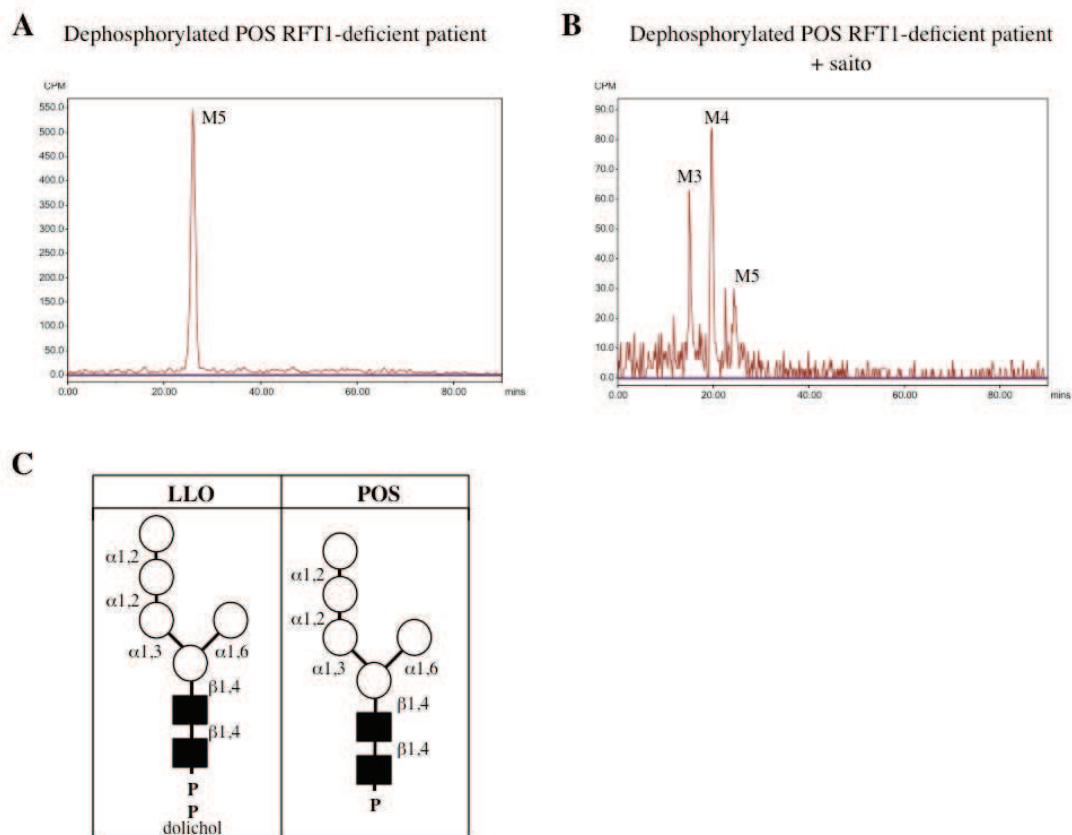 A
Dephosphorylated POS RFT1-deficient patient
CPM
550.0
500.0
450.0
400.0
350.0
300.0
250.0
200.0
150.0
100.0
50.0
0.0
M5
0.00
20.00
40.00
60.00
80.00
mins
B
Dephosphorylated POS RFT1-deficient patient
+ saito
CPM
90.0
80.0
70.0
60.0
50.0
40.0
30.0
20.0
10.0
0.0
M3
M4
M5
0.00
20.00
40.00
60.00
80.00
mins
C
LLO
α1,2
α1,2
α1,3
α1,6
β1,4
β1,4
P
P
dolichol
POS
α1,2
α1,2
α1,3
α1,6
β1,4
β1,4
P